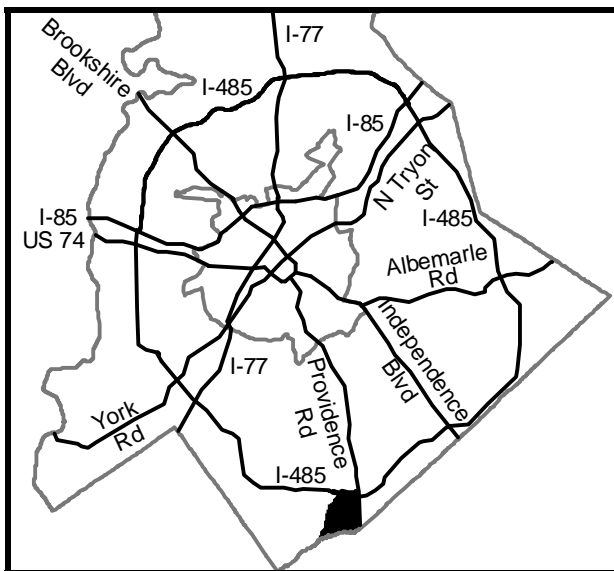 I-77
Brookshire
Blvd
I-485
I-85
N Tryon
St
I-85
US 74
I-485
Albemarle
Rd
Independence
Blvd
I-77
Providence
Rd
York
Rd
I-485